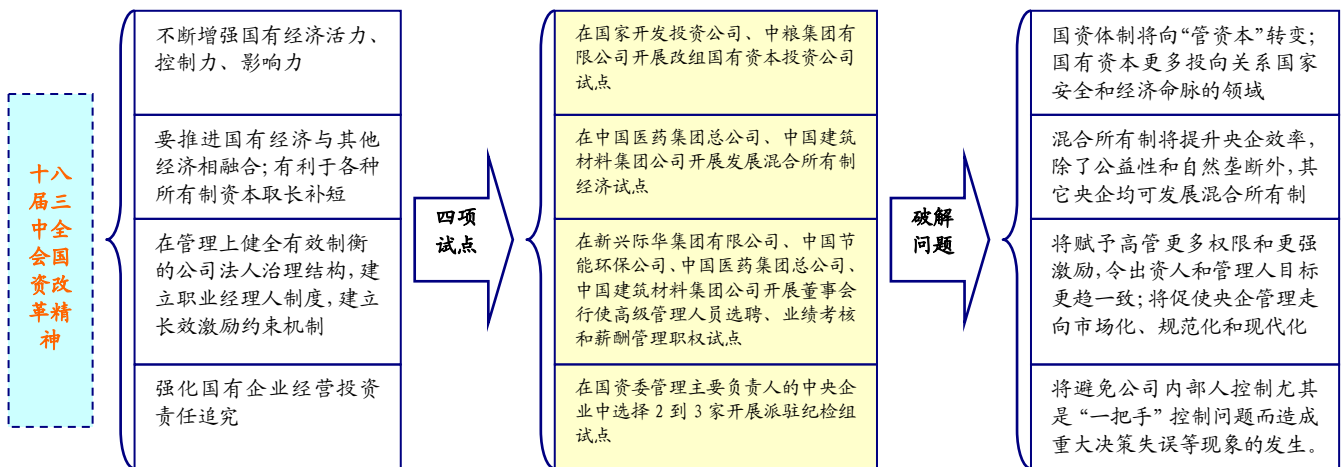 十八
届三
中全
会国
资改
革精
神
不断增强国有经济活力、
控制力、影响力
要推进国有经济与其他
经济相融合;有利于各种
所有制资本取长补短
在管理上健全有效制衡
的公司法人治理结构,建
立职业经理人制度,建立
长效激励约束机制
强化国有企业经营投资
责任追究
四项
试点
在国家开发投资公司、中粮集团有
限公司开展改组国有资本投资公司
试点
在中国医药集团总公司、中国建筑
材料集团公司开展发展混合所有制
经济试点
在新兴际华集团有限公司、中国节
能环保公司、中国医药集团总公司、
中国建筑材料集团公司开展董事会
行使高级管理人员选聘、业绩考核
和薪酬管理职权试点
在国资委管理主要负责人的中央企
业中选择2到3家开展派驻纪检组
试点
破解
问题
国资体制将向“管资本”转变;
国有资本更多投向关系国家
安全和经济命脉的领域
混合所有制将提升央企效率,
除了公益性和自然垄断外,其
它央企均可发展混合所有制
将赋予高管更多权限和更强
激励,令出资人和管理人目标
更趋一致;将促使央企管理走
向市场化、规范化和现代化
将避免公司内部人控制尤其
是“一把手”控制问题而造成
重大决策失误等现象的发生。